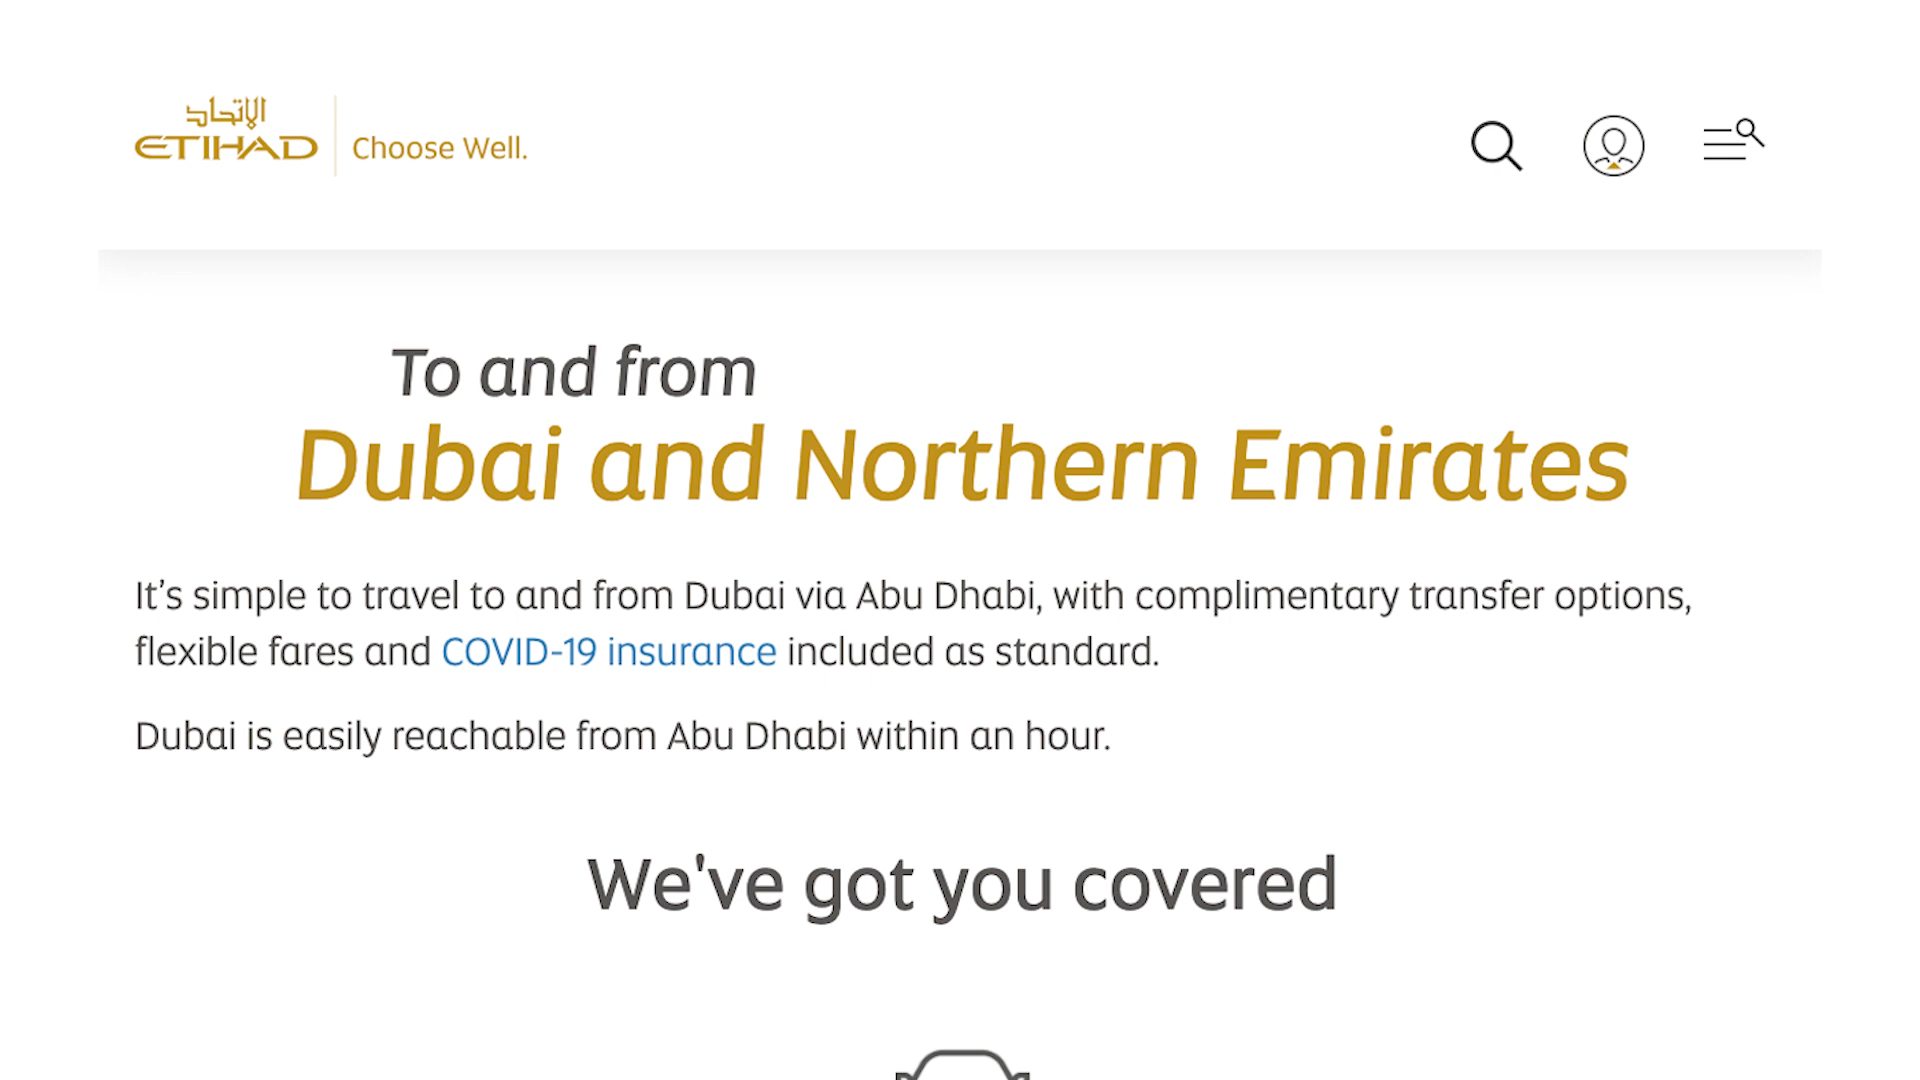 الإتحاد
ETIHAD
Choose Well.
To and from
Dubai and Northern Emirates
It’s simple to travel to and from Dubai via Abu Dhabi, with complimentary transfer options,
flexible fares and COVID-19 insurance included as standard.
Dubai is easily reachable from Abu Dhabi within an hour.
We've got you covered